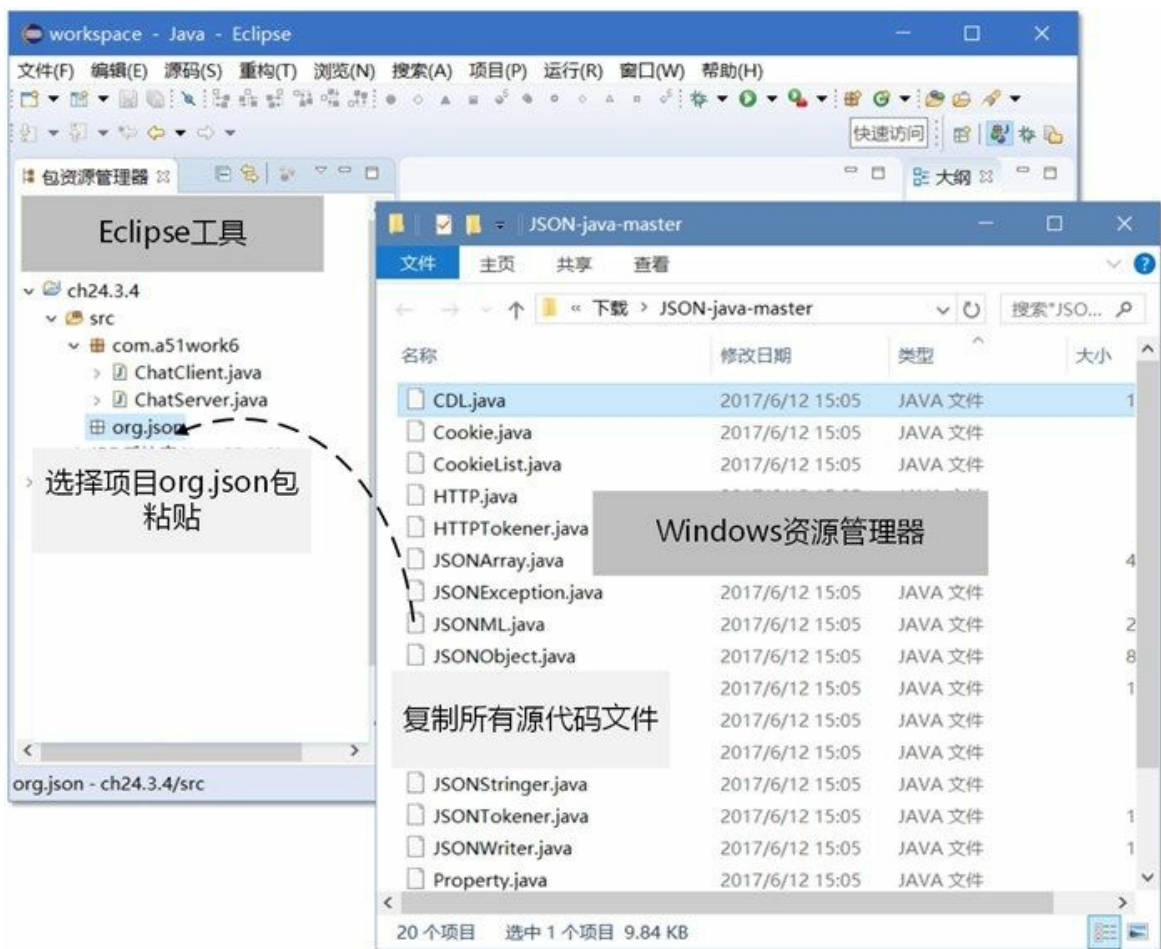 workspace - Java - Eclipse
文件(F) 编辑(E) 源码(S) 重构(T) 浏览(N) 搜索(A) 项目(P) 运行(R) 窗口(W) 帮助(H)
快速访问
包资源管理器
大纲
Eclipse工具
ch24.3.4
src
com.a51work6
ChatClient.java
ChatServer.java
org.json
选择项目org.json包
粘贴
org.json - ch24.3.4/src
JSON-java-master
文件 主页 共享 查看
« 下载 > JSON-java-master 搜索"JSO...
名称 修改日期 类型 大小
CDL.java 2017/6/12 15:05 JAVA 文件 1
Cookie.java 2017/6/12 15:05 JAVA 文件
CookieList.java 2017/6/12 15:05 JAVA 文件
HTTP.java
HTTPTokener.java
Windows资源管理器
JSONArray.java 4
JSONException.java 2017/6/12 15:05 JAVA 文件
JSONML.java 2017/6/12 15:05 JAVA 文件 2
JSONObject.java 2017/6/12 15:05 JAVA 文件 8
2017/6/12 15:05 JAVA 文件 1
复制所有源代码文件
2017/6/12 15:05 JAVA 文件
2017/6/12 15:05 JAVA 文件
JSONStringer.java 2017/6/12 15:05 JAVA 文件
JSONTokener.java 2017/6/12 15:05 JAVA 文件 1
JSONWriter.java 2017/6/12 15:05 JAVA 文件 1
Property.java 2017/6/12 15:05 JAVA 文件
20 个项目 选中 1 个项目 9.84 KB